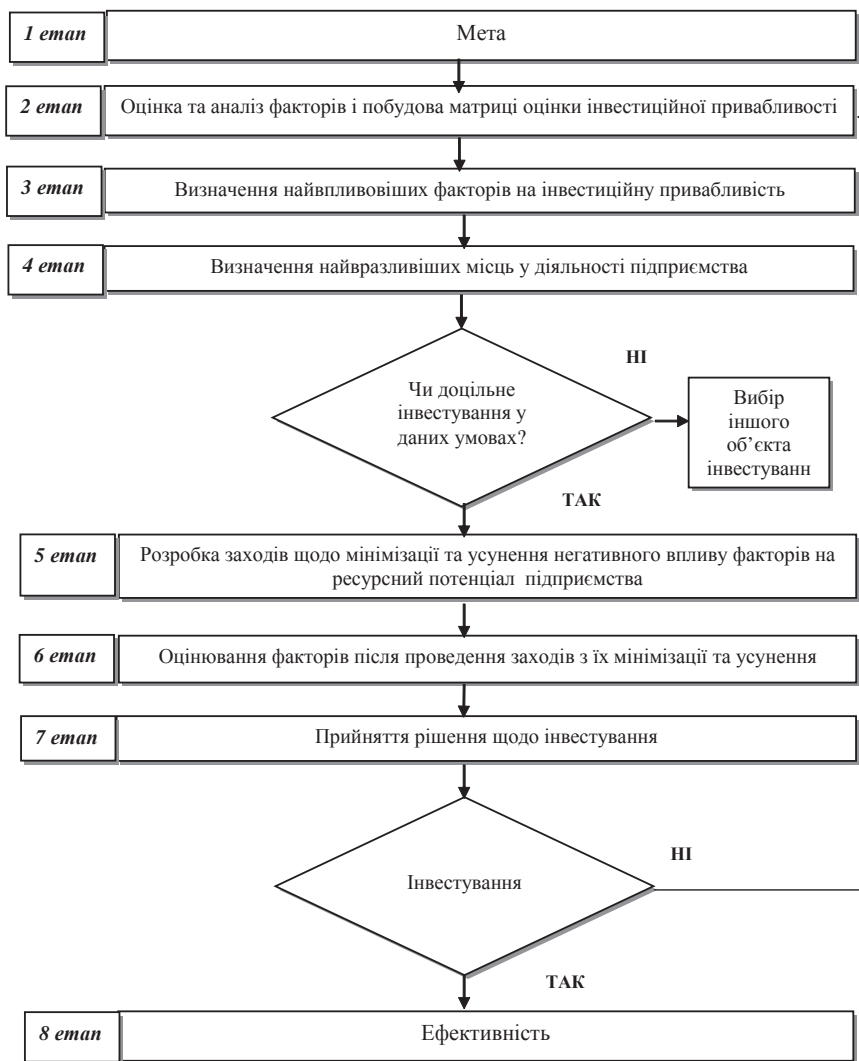 1 етап
Мета
2 етап
Оцінка та аналіз факторів і побудова матриці оцінки інвестиційної привабливості
3 етап
Визначення найвпливовіших факторів на інвестиційну привабливість
4 етап
Визначення найвразливіших місць у діяльності підприємства
НІ
Чи доцільне
інвестування у
даних умовах?
Вибір
іншого
об’єкта
інвестуванн
ТАК
5 етап
Розробка заходів щодо мінімізації та усунення негативного впливу факторів на
ресурсний потенціал підприємства
6 етап
Оцінювання факторів після проведення заходів з їх мінімізації та усунення
7 етап
Прийняття рішення щодо інвестування
НІ
Інвестування
ТАК
8 етап
Ефективність